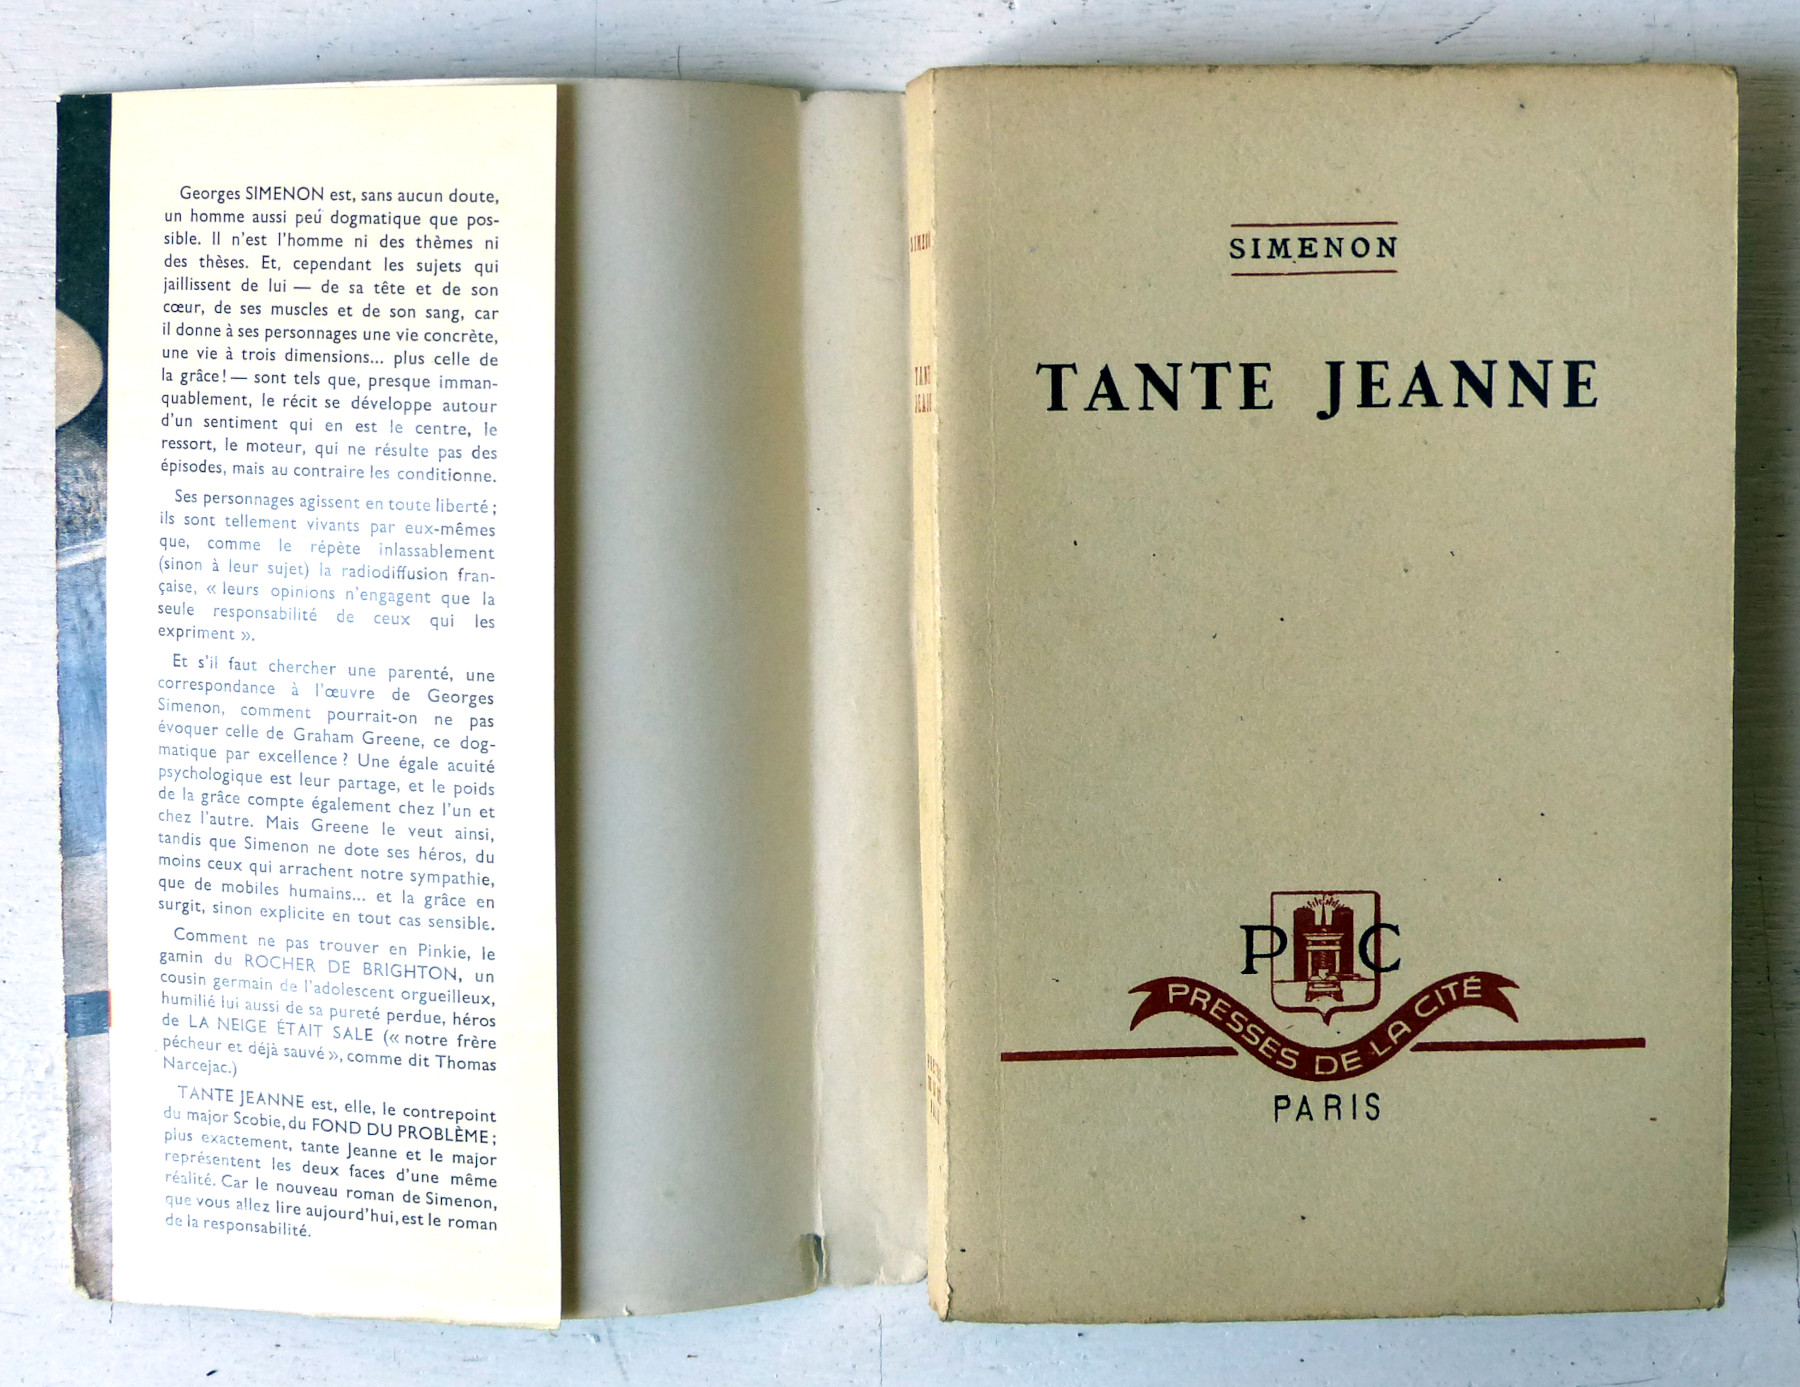 Georges SIMENON est, sans aucun doute,
un homme aussi peu dogmatique que pos-
sible. Il n'est l'homme ni des thèmes ni
des thèses. Et, cependant les sujets qui
jaillissent de lui — de sa tête et de son
cœur, de ses muscles et de son sang, car
il donne à ses personnages une vie concrète,
une vie à trois dimensions... plus celle de
la grâce! — sont tels que, presque imman-
quablement, le récit se développe autour
d'un sentiment qui en est le centre, le
ressort, le moteur, qui ne résulte pas des
épisodes, mais au contraire les conditionne.
Ses personnages agissent en toute liberté ;
ils sont tellement vivants par eux-mêmes
que, comme le répète inlassablement
(sinon à leur sujet) la radiodiffusion fran-
çaise, « leurs opinions n'engagent que la
seule responsabilité de ceux qui les
expriment ».
Et s'il faut chercher une parenté, une
correspondance à l'œuvre de Georges
Simenon, comment pourrait-on ne pas
évoquer celle de Graham Greene, ce dog-
matique par excellence ? Une égale acuité
psychologique est leur partage, et le poids
de la grâce compte également chez l'un et
chez l'autre. Mais Greene le veut ainsi,
tandis que Simenon ne dote ses héros, du
moins ceux qui arrachent notre sympathie,
que de mobiles humains... et la grâce en
surgit, sinon explicite en tout cas sensible.
Comment ne pas trouver en Pinkie, le
gamin du ROCHER DE BRIGHTON, un
cousin germain de l'adolescent orgueilleux,
humilié lui aussi de sa pureté perdue, héros
de LA NEIGE ÉTAIT SALE (« notre frère
pécheur et déjà sauvé », comme dit Thomas
Narcejac.)
TANTE JEANNE est, elle, le contrepoint
du major Scobie, du FOND DU PROBLÈME ;
plus exactement, tante Jeanne et le major
représentent les deux faces d'une même
réalité. Car le nouveau roman de Simenon,
que vous allez lire aujourd'hui, est le roman
de la responsabilité.
SIMENON
TANTE JEANNE
P C
PRESSES DE LA CITÉ
PARIS